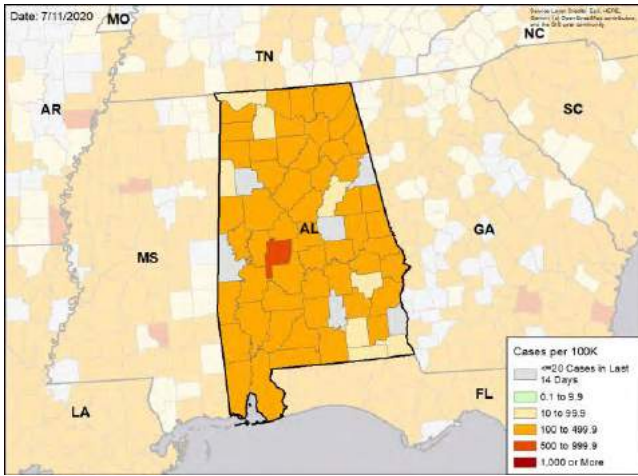 Date: 7/11/2020
MO
NC
TN
AR
SC
AL
GA
MS
LA
FL
Cases per 100K
<=20 Cases in Last
14 Days
0.1 to 9.9
10 to 99.9
100 to 499.9
500 to 999.9
1,000 or More